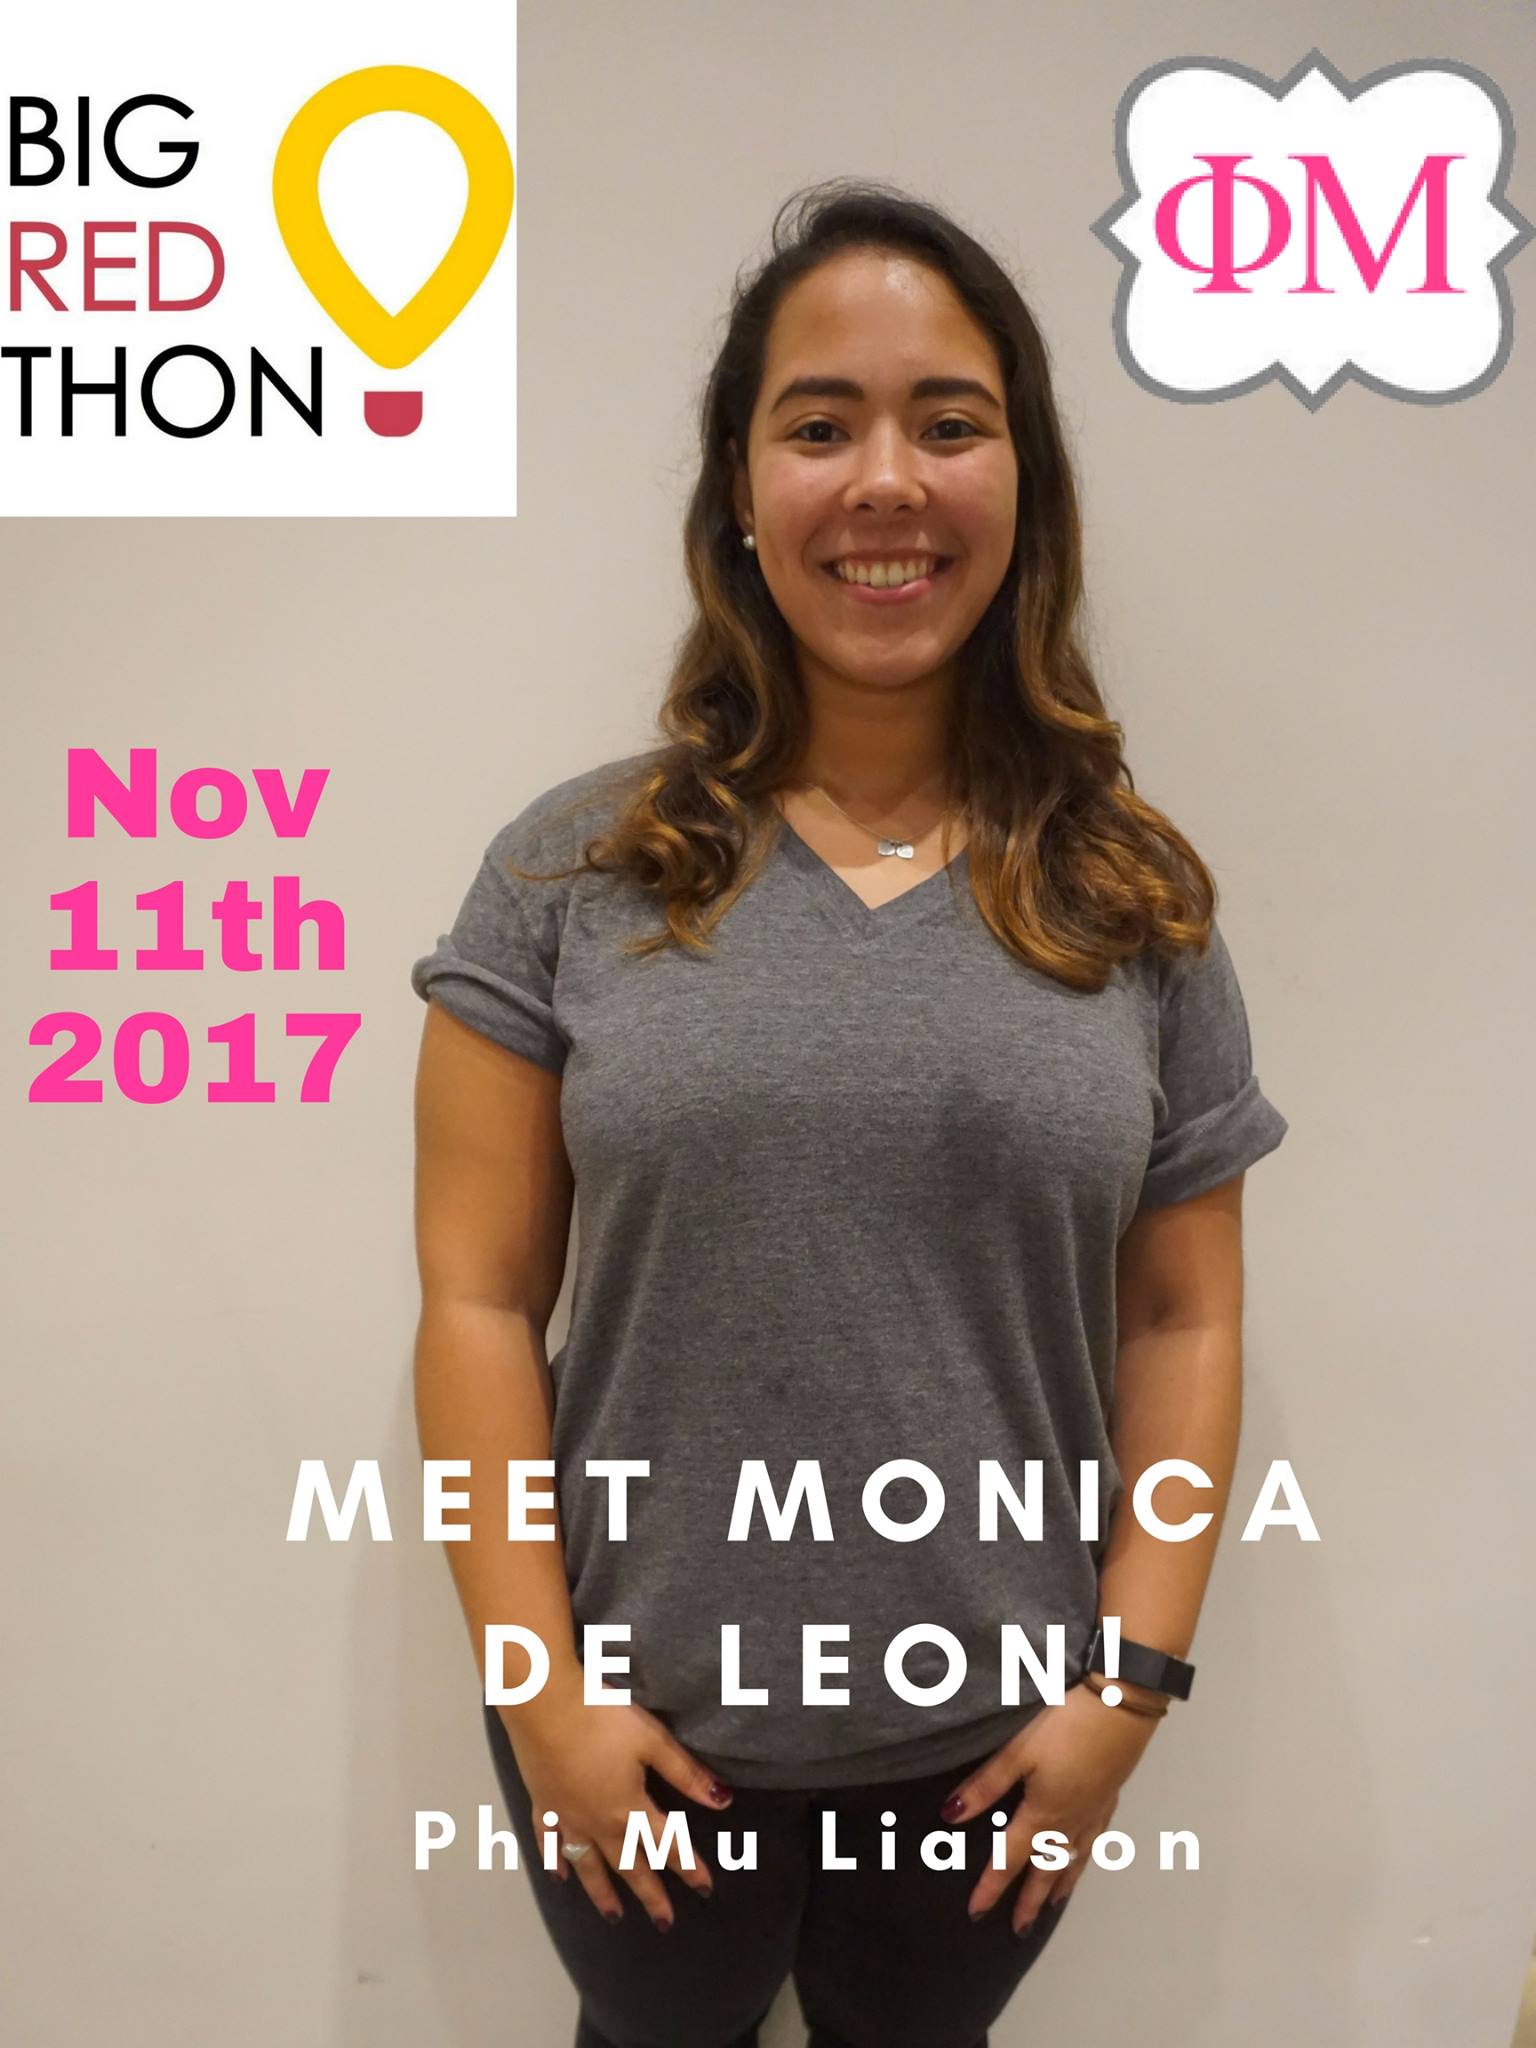 BIG
RED
THON
ΦΜ
Nov
11th
2017
MEET MONICA
DE LEON!
Phi Mu Liaison